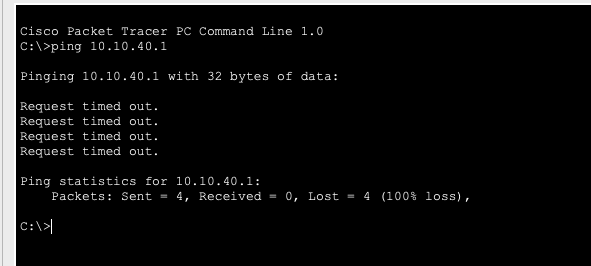 Cisco Packet Tracer PC Command Line 1.0
C:\>ping 10.10.40.1
Pinging 10.10.40.1 with 32 bytes of data:
Request timed out.
Request timed out.
Request timed out.
Request timed out.
Ping statistics for 10.10.40.1:
Packets: Sent = 4, Received = 0, Lost = 4 (100% loss),
C:\>